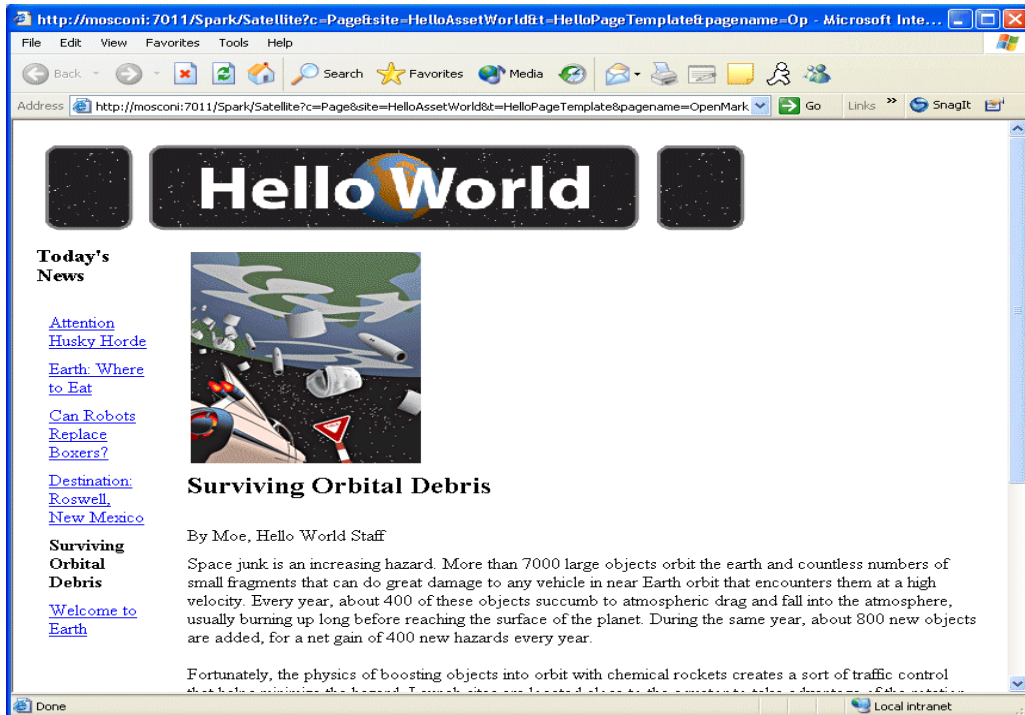 http://mosconi:7011/Spark/Satellite?c=Page&site=HelloAssetWorld&t=HelloPageTemplate&pagename=Op - Microsoft Inte...
File Edit View Favorites Tools Help
Back Search Favorites Media
Address http://mosconi:7011/Spark/Satellite?c=Page&site=HelloAssetWorld&t=HelloPageTemplate&pagename=OpenMark Go Links » SnagIt
Hello World
Today's
News
Attention
Husky Horde
Earth: Where
to Eat
Can Robots
Replace
Boxers?
Destination:
Roswell,
New Mexico
Surviving
Orbital
Debris
Welcome to
Earth
Surviving Orbital Debris
By Moe, Hello World Staff
Space junk is an increasing hazard. More than 7000 large objects orbit the earth and countless numbers of
small fragments that can do great damage to any vehicle in near Earth orbit that encounters them at a high
velocity. Every year, about 400 of these objects succumb to atmospheric drag and fall into the atmosphere,
usually burning up long before reaching the surface of the planet. During the same year, about 800 new objects
are added, for a net gain of 400 new hazards every year.
Fortunately, the physics of boosting objects into orbit with chemical rockets creates a sort of traffic control
Done Local intranet